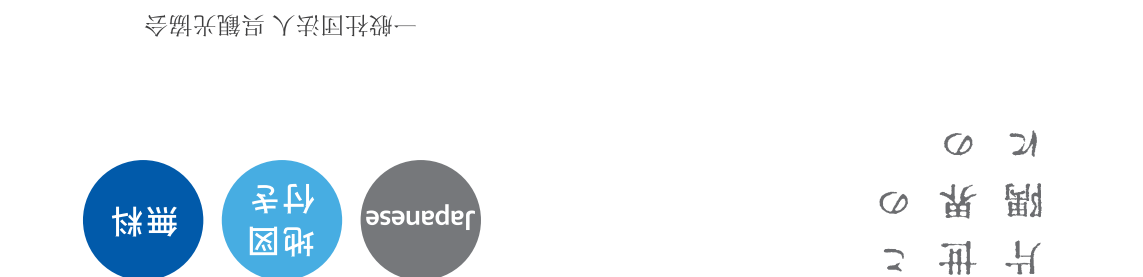 この
世界の
片隅に
Japanese
地図
付き
無料
一般社団法人 呉観光協会